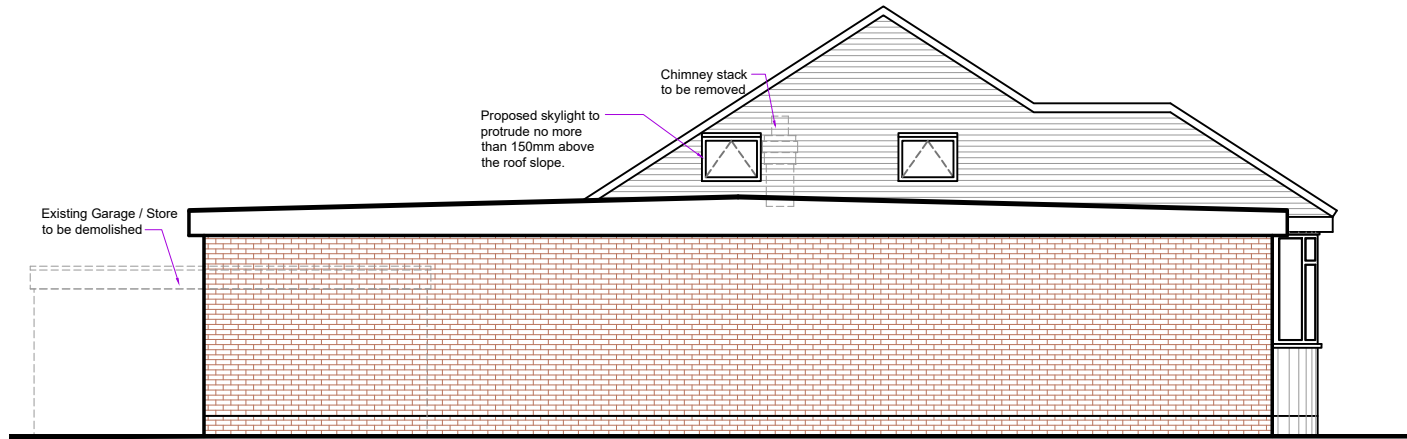 Chimney stack
to be removed
Proposed skylight to
protrude no more
than 150mm above
the roof slope.
Existing Garage / Store
to be demolished